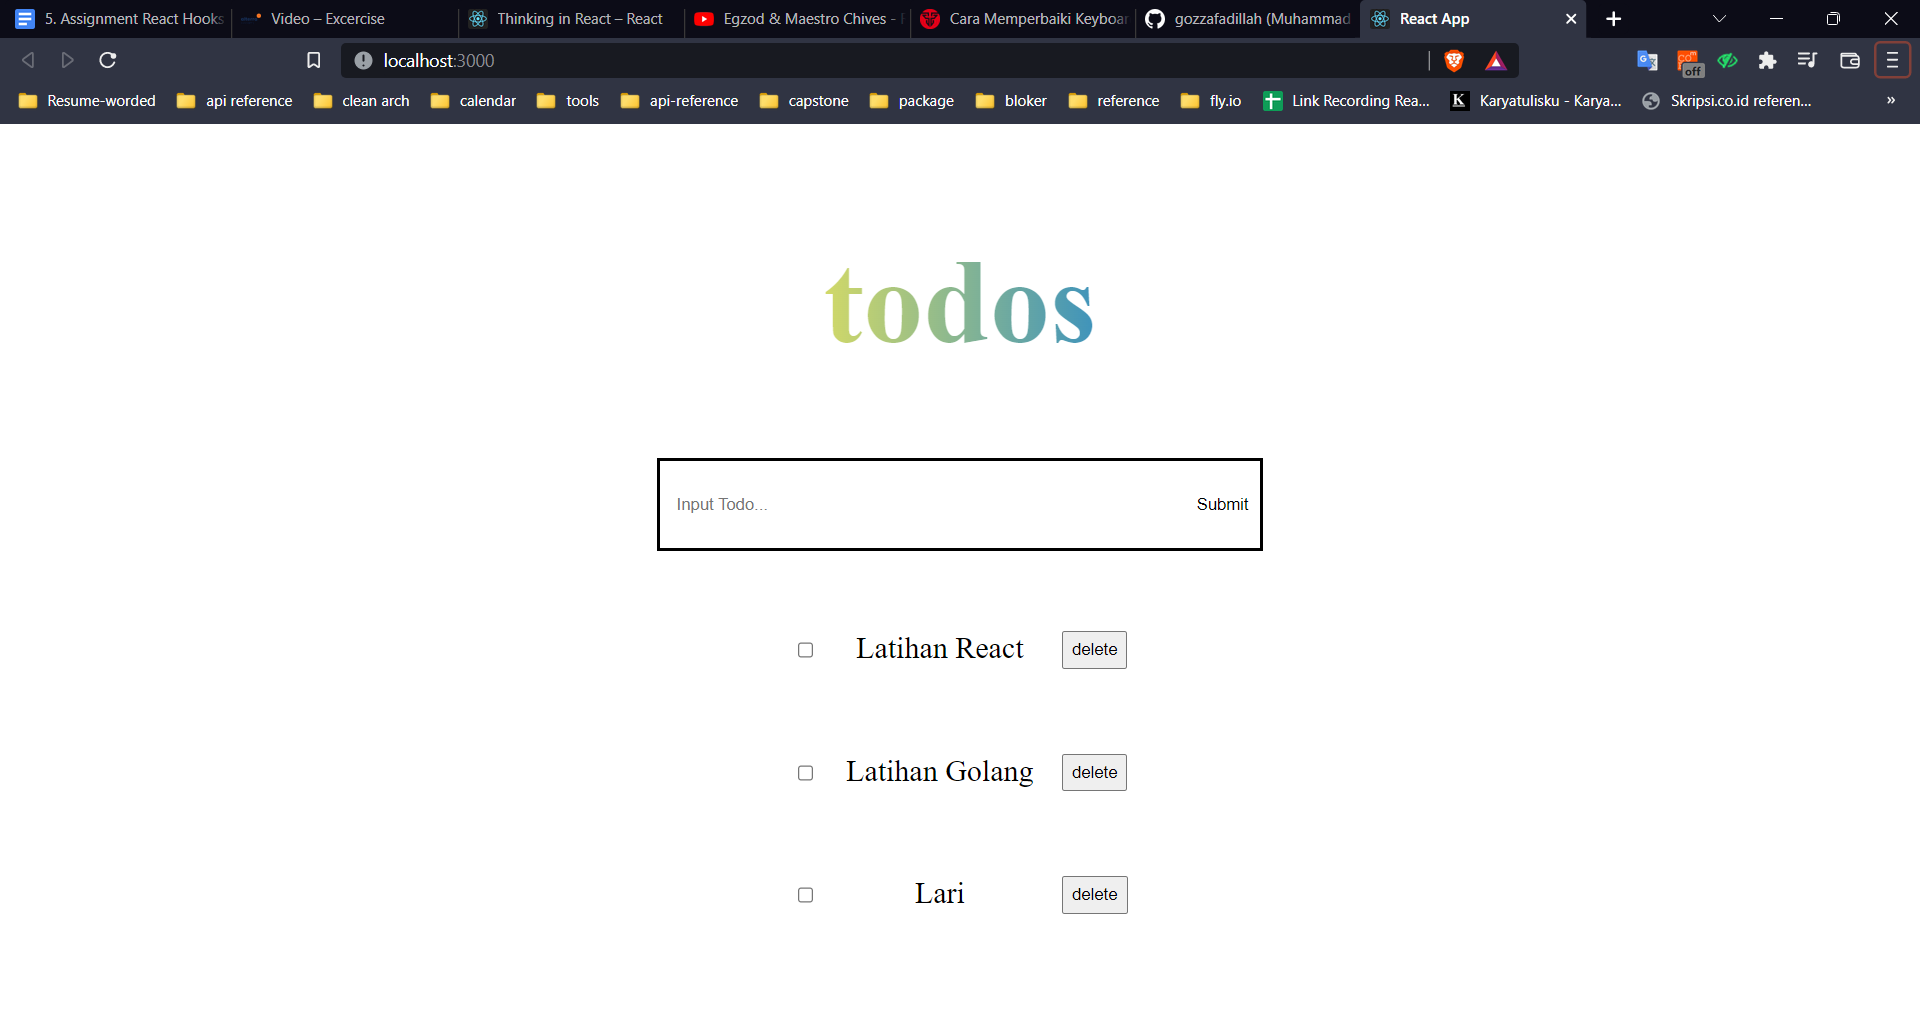 5. Assignment React Hooks
Video – Excercise
Thinking in React – React
Egzod & Maestro Chives -
Cara Memperbaiki Keyboar
gozzafadillah (Muhammad
React App
localhost:3000
off
Resume-worded
api reference
clean arch
calendar
tools
api-reference
capstone
package
bloker
reference
fly.io
Link Recording Rea...
K
Karyatulisku - Karya...
Skripsi.co.id referen...
»
todos
Input Todo...
Submit
Latihan React
delete
Latihan Golang
delete
Lari
delete